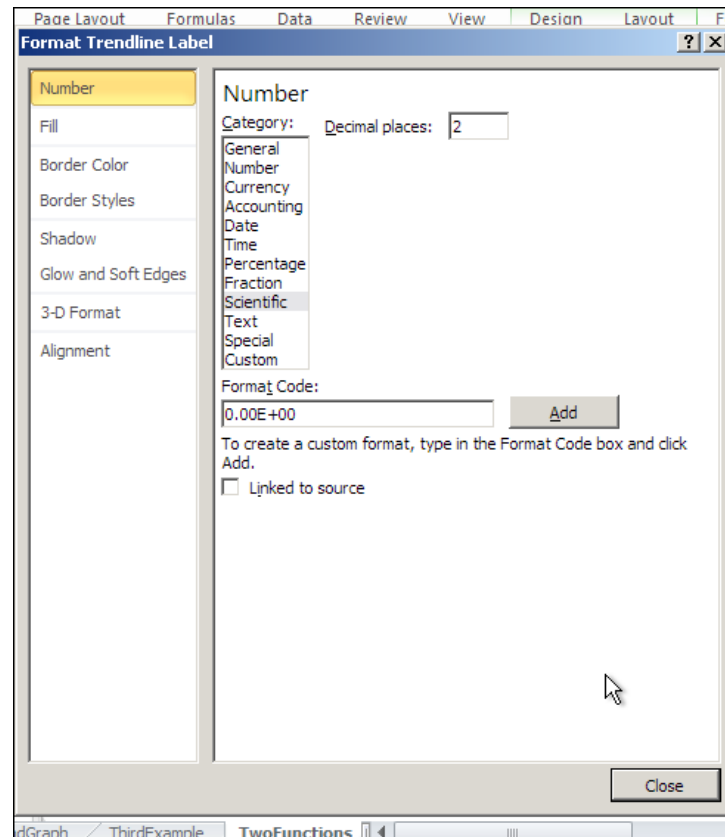 Page Layout Formulas Data Review View Design Layout F
Format Trendline Label
Number
Fill
Border Color
Border Styles
Shadow
Glow and Soft Edges
3-D Format
Alignment
Number
Category: Decimal places: 2
General
Number
Currency
Accounting
Date
Time
Percentage
Fraction
Scientific
Text
Special
Custom
Format Code:
0.00E+00 Add
To create a custom format, type in the Format Code box and click
Add.
Linked to source
Close
dGraph ThirdExample TwoFunctions